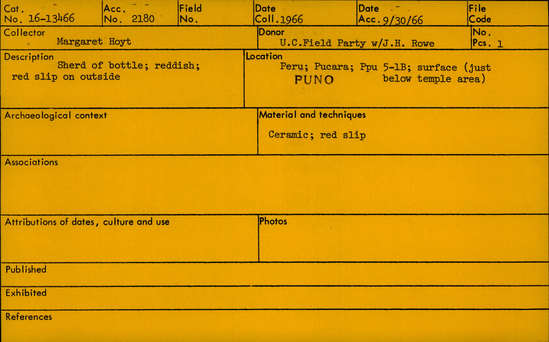 Cat. No. 16-13466
Acc. No. 2180
Field No.
Date Coll. 1966
Date Acc. 9/30/66
File Code
Collector
Margaret Hoyt
Donor
U.C.Field Party w/J.H. Rowe
No. Pcs. 1
Description Sherd of bottle; reddish;
red slip on outside
Location
Peru; Pucara; Ppu 5-1B; surface (just
PUNO below temple area)
Archaeological context
Material and techniques
Ceramic; red slip
Associations
Attributions of dates, culture and use
Photos
Published
Exhibited
References